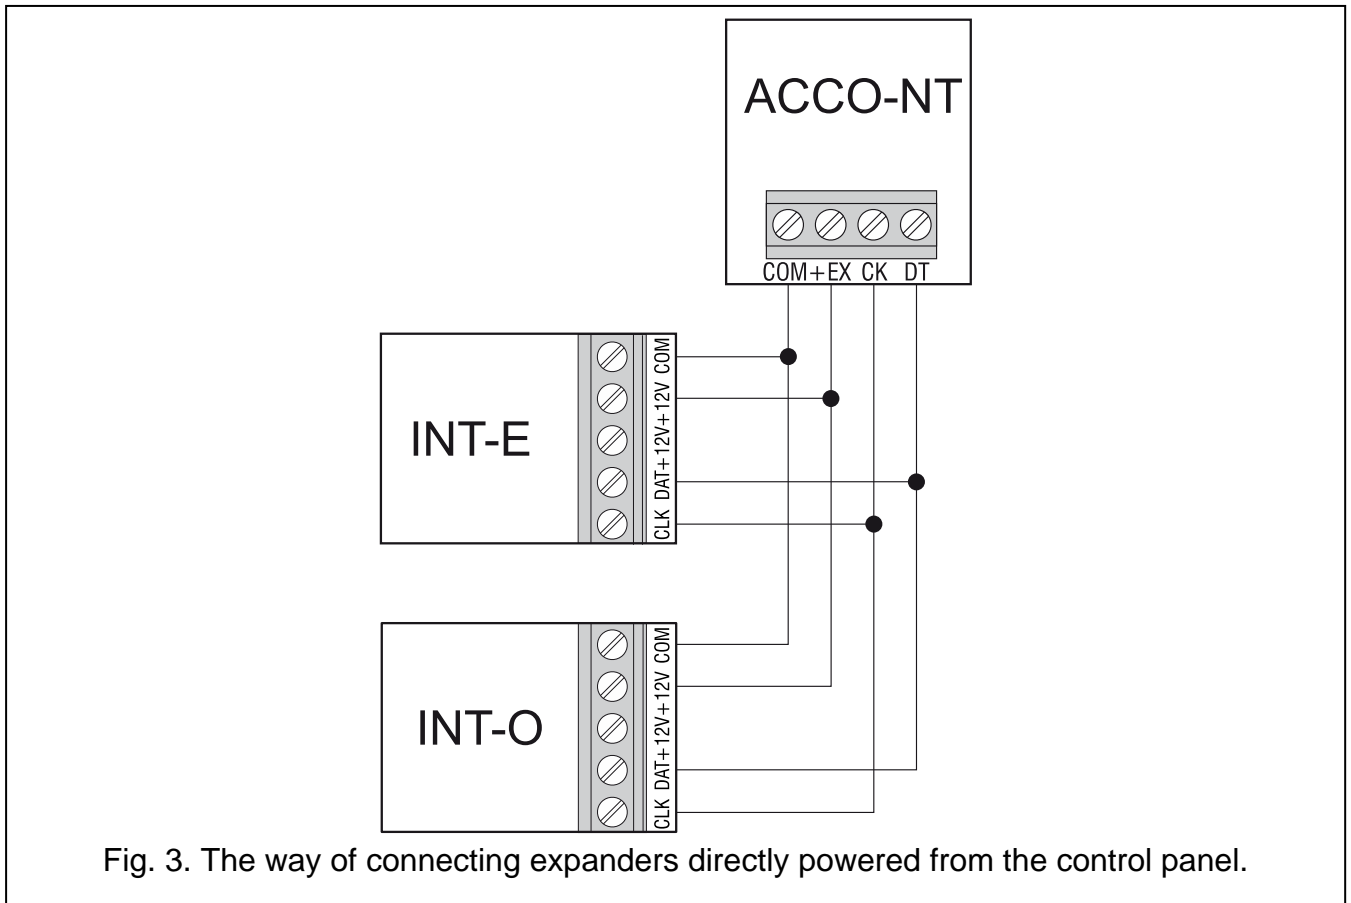 ACCO-NT
COM +EX CK DT
INT-E
CLK DAT +12V +12V COM
INT-O
CLK DAT +12V +12V COM
Fig. 3. The way of connecting expanders directly powered from the control panel.